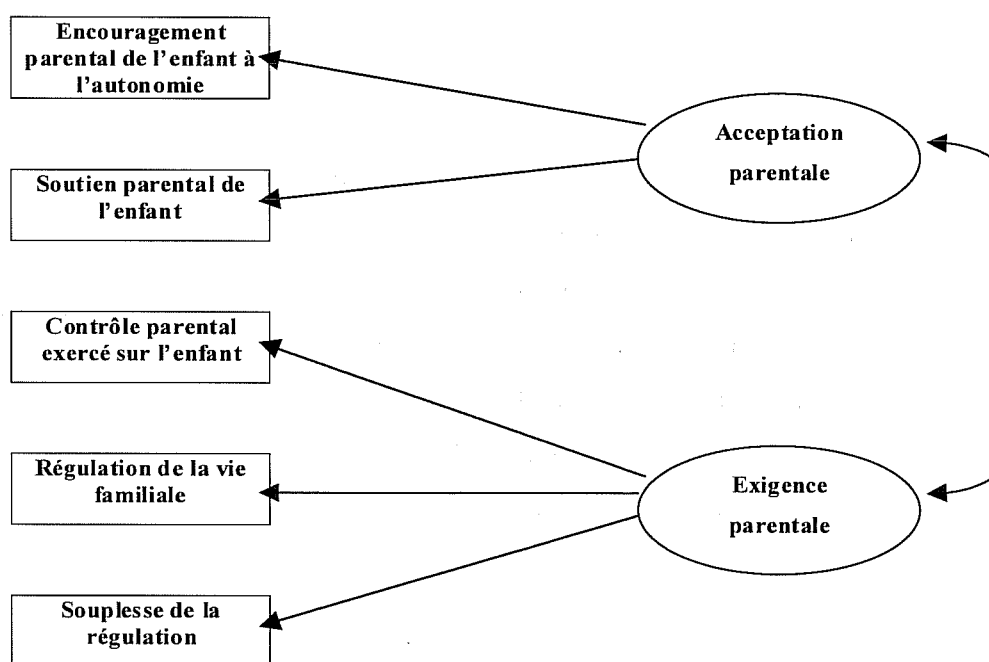 Encouragement
parental de l'enfant à
l'autonomie
Acceptation
parentale
Soutien parental de
l'enfant
Contrôle parental
exercé sur l'enfant
Régulation de la vie
familiale
Exigence
parentale
Souplesse de la
régulation